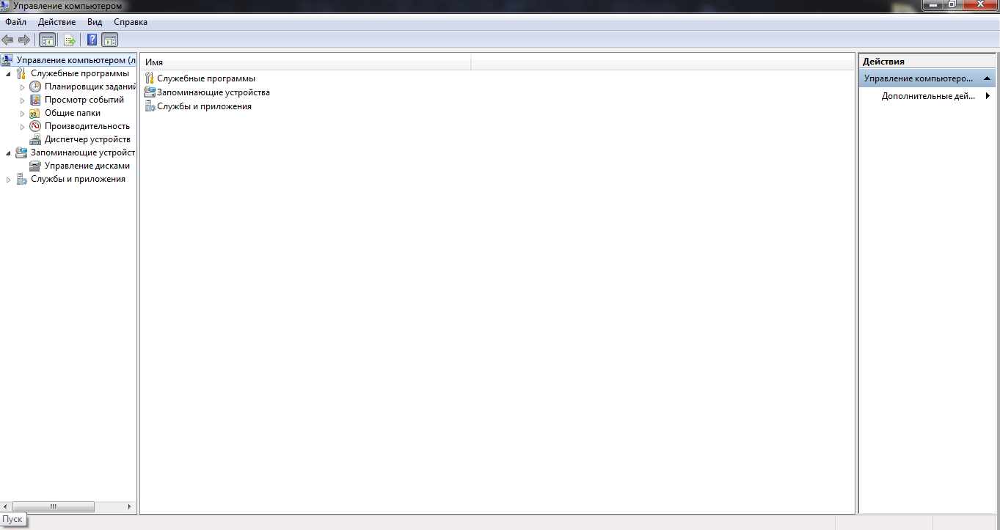 Управление компьютером
Файл Действие Вид Справка
Управление компьютером (л
Служебные программы
Планировщик заданий
Просмотр событий
Общие папки
Производительность
Диспетчер устройств
Запоминающие устройст
Управление дисками
Службы и приложения
Имя
Служебные программы
Запоминающие устройства
Службы и приложения
Действия
Управление компьютеро...
Дополнительные дей...
Пуск